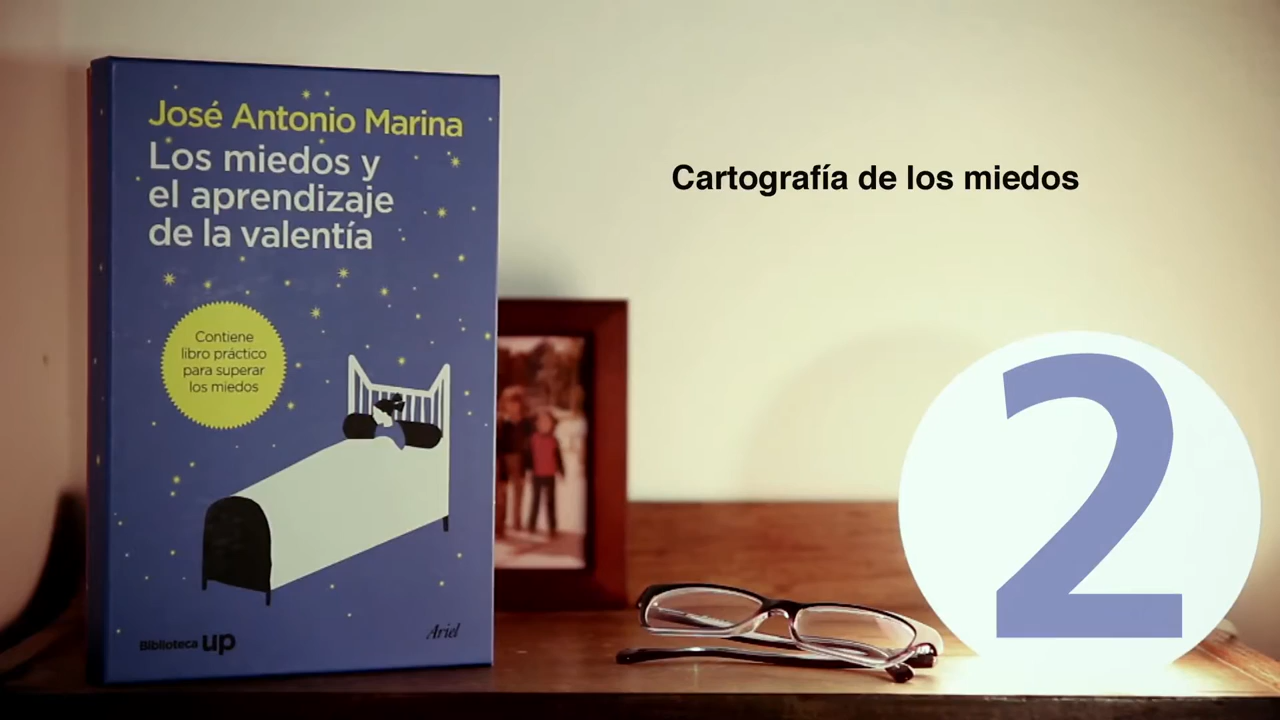 José Antonio Marina
Los miedos y
el aprendizaje
de la valentía
Contiene
libro práctico
para superar
los miedos
Biblioteca up
Ariel
Cartografía de los miedos
2